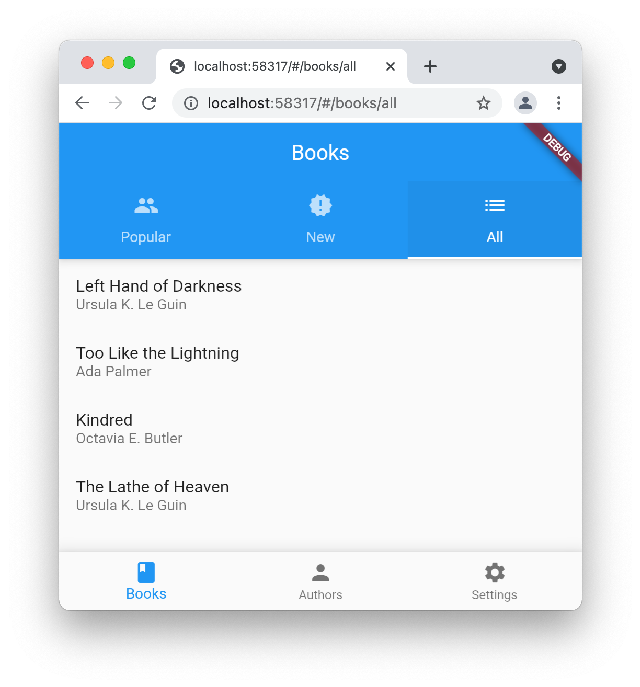 localhost:58317/#/books/all
localhost:58317/#/books/all
Books
DEBUG
Popular
New
All
Left Hand of Darkness
Ursula K. Le Guin
Too Like the Lightning
Ada Palmer
Kindred
Octavia E. Butler
The Lathe of Heaven
Ursula K. Le Guin
Books
Authors
Settings